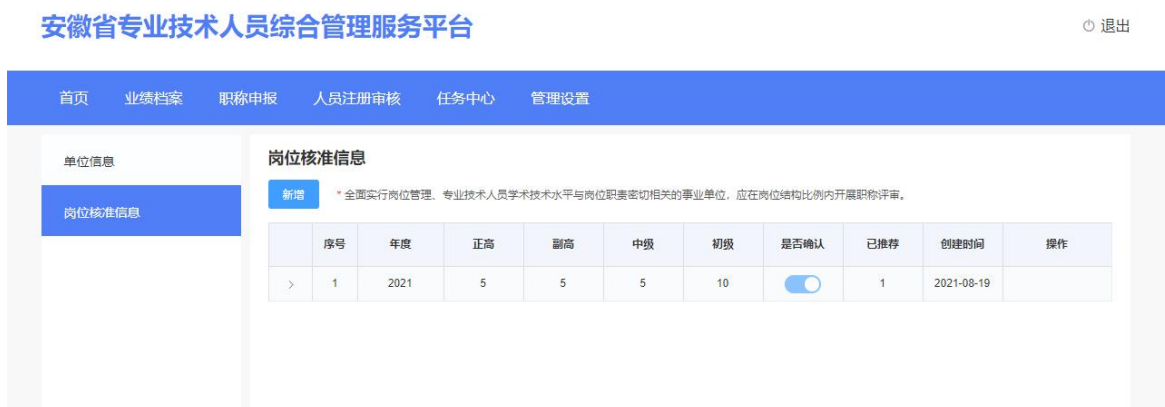 安徽省专业技术人员综合管理服务平台
退出
首页 业绩档案 职称申报 人员注册审核 任务中心 管理设置
单位信息
岗位核准信息
岗位核准信息
新增 *全面实行岗位管理、专业技术人员学术技术水平与岗位职责密切相关的事业单位，应在岗位结构比例内开展职称评审。
序号 年度 正高 副高 中级 初级 是否确认 已推荐 创建时间 操作
> 1 2021 5 5 5 10 1 2021-08-19